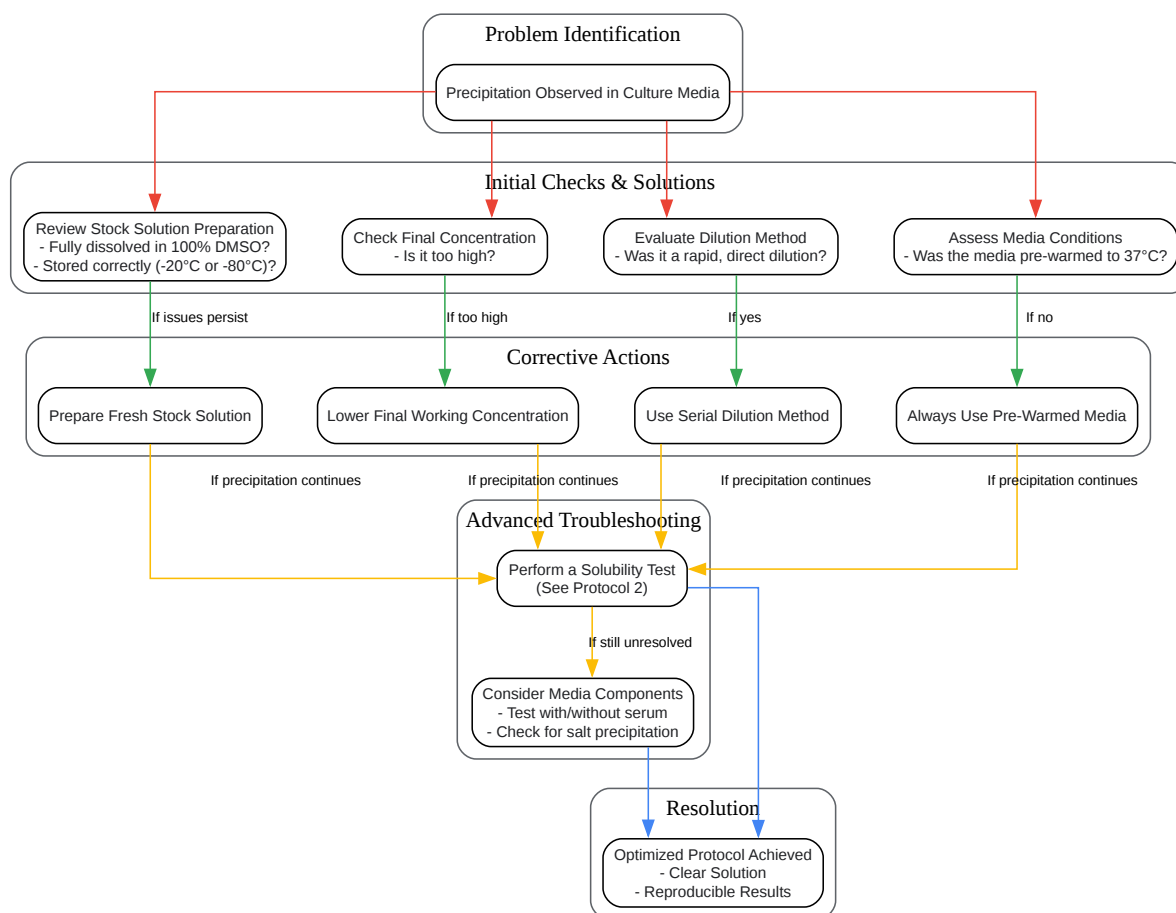 Problem Identification
Precipitation Observed in Culture Media
Initial Checks & Solutions
Review Stock Solution Preparation
- Fully dissolved in 100% DMSO?
- Stored correctly (-20°C or -80°C)?
Check Final Concentration
- Is it too high?
Evaluate Dilution Method
- Was it a rapid, direct dilution?
Assess Media Conditions
- Was the media pre-warmed to 37°C?
If issues persist
If too high
If yes
If no
Corrective Actions
Prepare Fresh Stock Solution
Lower Final Working Concentration
Use Serial Dilution Method
Always Use Pre-Warmed Media
If precipitation continues
If precipitation continues
If precipitation continues
If precipitation continues
Advanced Troubleshooting
Perform a Solubility Test
(See Protocol 2)
If still unresolved
Consider Media Components
- Test with/without serum
- Check for salt precipitation
Resolution
Optimized Protocol Achieved
- Clear Solution
- Reproducible Results